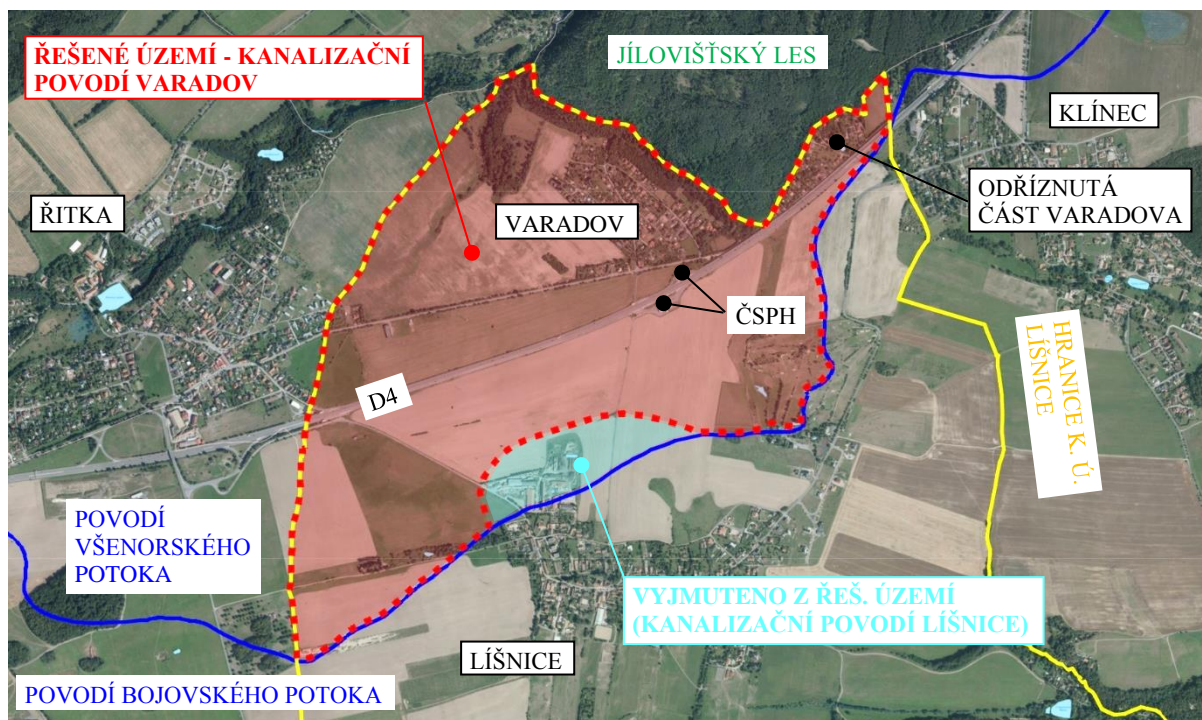 ŘEŠENÉ ÚZEMÍ - KANALIZAČNÍ
POVODÍ VARADOV
JÍLOVIŠŤSKÝ LES
KLÍNEC
ODŘÍZNUTÁ
ČÁST VARADOVA
ŘITKA
VARADOV
ČSPH
D4
HRANICE K. Ú.
LÍŠNICE
POVODÍ
VŠENORSKÉHO
POTOKA
VYJMUTENO Z ŘEŠ. ÚZEMÍ
(KANALIZAČNÍ POVODÍ LÍŠNICE)
LÍŠNICE
POVODÍ BOJOVSKÉHO POTOKA